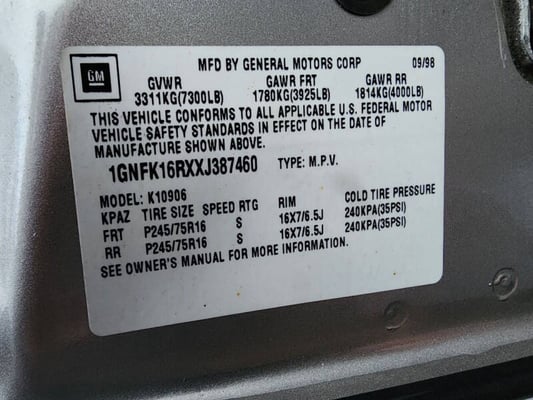 GM
MFD BY GENERAL MOTORS CORP 09/98
GVWR GAWR FRT GAWR RR
3311KG(7300LB) 1780KG(3925LB) 1814KG(4000LB)
THIS VEHICLE CONFORMS TO ALL APPLICABLE U.S. FEDERAL MOTOR
VEHICLE SAFETY STANDARDS IN EFFECT ON THE DATE OF
MANUFACTURE SHOWN ABOVE.
1GNFK16RXXJ387460 TYPE: M.P.V.
MODEL: K10906
KPAZ TIRE SIZE SPEED RTG RIM COLD TIRE PRESSURE
FRT P245/75R16 S 16X7/6.5J 240KPA(35PSI)
RR P245/75R16 S 16X7/6.5J 240KPA(35PSI)
SEE OWNER'S MANUAL FOR MORE INFORMATION.